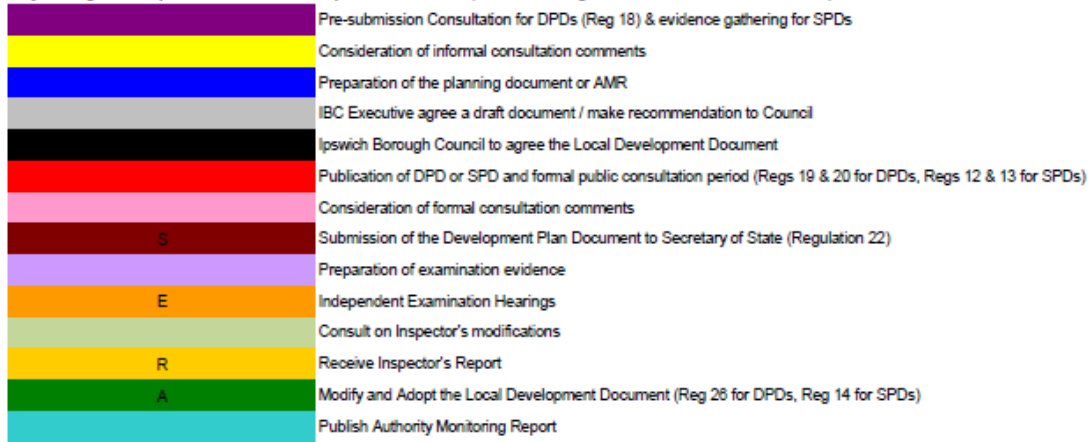 Pre-submission Consultation for DPDs (Reg 18) & evidence gathering for SPDs
Consideration of informal consultation comments
Preparation of the planning document or AMR
IBC Executive agree a draft document / make recommendation to Council
Ipswich Borough Council to agree the Local Development Document
Publication of DPD or SPD and formal public consultation period (Regs 19 & 20 for DPDs, Regs 12 & 13 for SPDs)
Consideration of formal consultation comments
S Submission of the Development Plan Document to Secretary of State (Regulation 22)
Preparation of examination evidence
E Independent Examination Hearings
Consult on Inspector's modifications
R Receive Inspector's Report
A Modify and Adopt the Local Development Document (Reg 26 for DPDs, Reg 14 for SPDs)
Publish Authority Monitoring Report